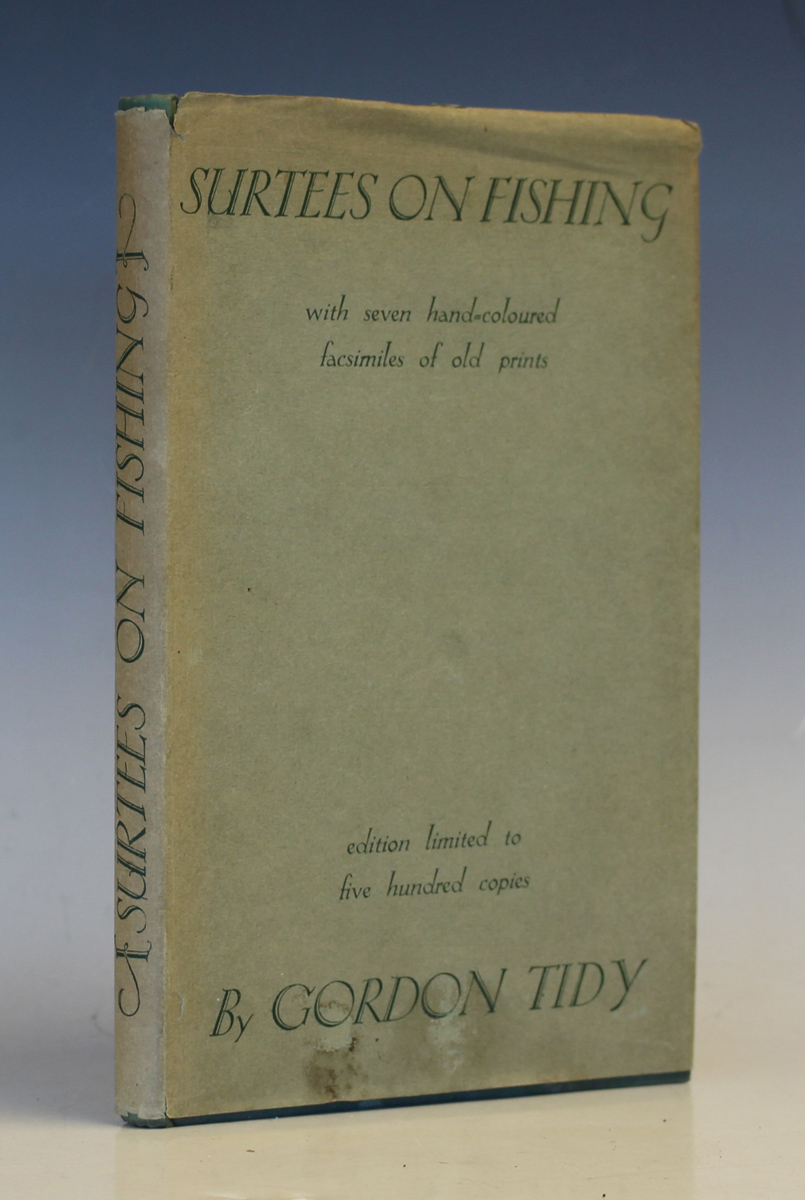 SURTEES ON FISHING
with seven hand-coloured
facsimiles of old prints
edition limited to
five hundred copies
By GORDON TIDY
SURTEES ON FISHING